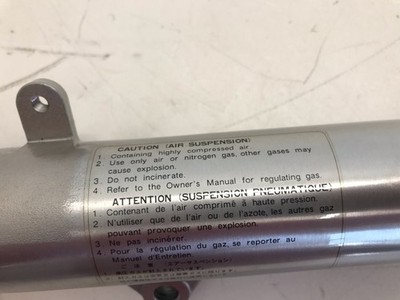 CAUTION (AIR SUSPENSION)
1. Containing highly compressed air
2. Use only air or nitrogen gas, other gases may
cause explosion.
3. Do not incinerate.
4. Refer to the Owner's Manual for regulating gas.
ATTENTION (SUSPENSION PNEUMATIQUE)
1 Contenant de l'air comprimé à haute pression.
2 N'utiliser que de l'air ou de l'azote, les autres gaz
pouvant provoquer une explosion.
3 Ne pas incinérer.
4 Pour la régulation du gaz, se reporter au
Manuel d'Entretien.